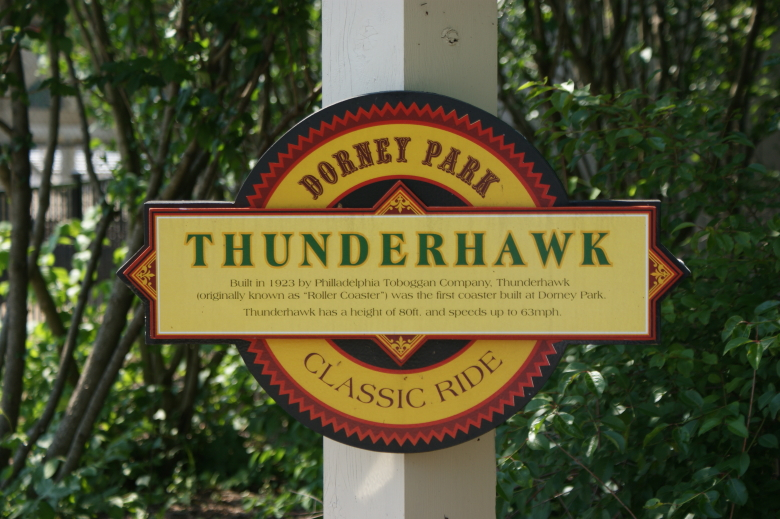 DORNEY PARK
THUNDERHAWK
Built in 1923 by Philladelphia Toboggan Company, Thunderhawk
(originally known as "Roller Coaster") was the first coaster built at Dorney Park.
Thunderhawk has a height of 80ft. and speeds up to 63mph.
CLASSIC RIDE